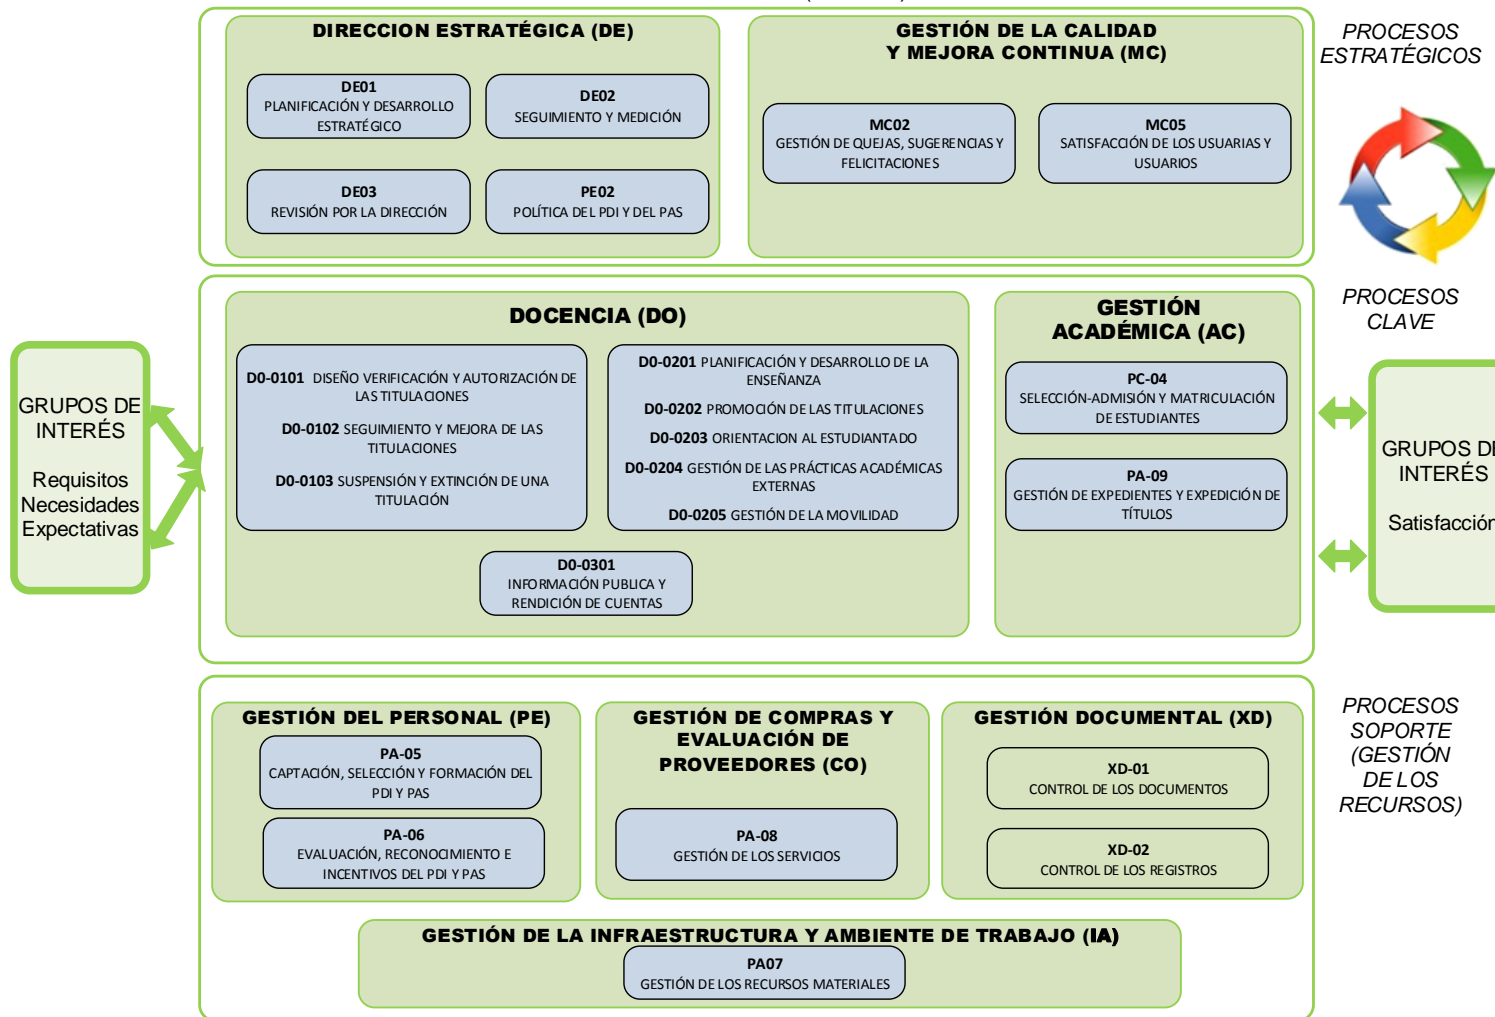 DIRECCION ESTRATÉGICA (DE)
DE01
PLANIFICACIÓN Y DESARROLLO
ESTRATÉGICO
DE02
SEGUIMIENTO Y MEDICIÓN
DE03
REVISIÓN POR LA DIRECCIÓN
PE02
POLÍTICA DEL PDI Y DEL PAS
GESTIÓN DE LA CALIDAD
Y MEJORA CONTINUA (MC)
MC02
GESTIÓN DE QUEJAS, SUGERENCIAS Y
FELICITACIONES
MC05
SATISFACCIÓN DE LOS USUARIAS Y
USUARIOS
PROCESOS
ESTRATÉGICOS
GRUPOS DE
INTERÉS
Requisitos
Necesidades
Expectativas
DOCENCIA (DO)
D0-0101 DISEÑO VERIFICACIÓN Y AUTORIZACIÓN DE
LAS TITULACIONES
D0-0102 SEGUIMIENTO Y MEJORA DE LAS
TITULACIONES
D0-0103 SUSPENSIÓN Y EXTINCIÓN DE UNA
TITULACIÓN
D0-0201 PLANIFICACIÓN Y DESARROLLO DE LA
ENSEÑANZA
D0-0202 PROMOCIÓN DE LAS TITULACIONES
D0-0203 ORIENTACION AL ESTUDIANTADO
D0-0204 GESTIÓN DE LAS PRÁCTICAS ACADÉMICAS
EXTERNAS
D0-0205 GESTIÓN DE LA MOVILIDAD
D0-0301
INFORMACIÓN PUBLICA Y
RENDICIÓN DE CUENTAS
GESTIÓN
ACADÉMICA (AC)
PC-04
SELECCIÓN-ADMISIÓN Y MATRICULACIÓN
DE ESTUDIANTES
PA-09
GESTIÓN DE EXPEDIENTES Y EXPEDICIÓN DE
TÍTULOS
PROCESOS
CLAVE
GRUPOS DE
INTERÉS
Satisfacción
GESTIÓN DEL PERSONAL (PE)
PA-05
CAPTACIÓN, SELECCIÓN Y FORMACIÓN DEL
PDI Y PAS
PA-06
EVALUACIÓN, RECONOCIMIENTO E
INCENTIVOS DEL PDI Y PAS
GESTIÓN DE COMPRAS Y
EVALUACIÓN DE
PROVEEDORES (CO)
PA-08
GESTIÓN DE LOS SERVICIOS
GESTIÓN DOCUMENTAL (XD)
XD-01
CONTROL DE LOS DOCUMENTOS
XD-02
CONTROL DE LOS REGISTROS
PROCESOS
SOPORTE
(GESTIÓN
DE LOS
RECURSOS)
GESTIÓN DE LA INFRAESTRUCTURA Y AMBIENTE DE TRABAJO (IA)
PA07
GESTIÓN DE LOS RECURSOS MATERIALES